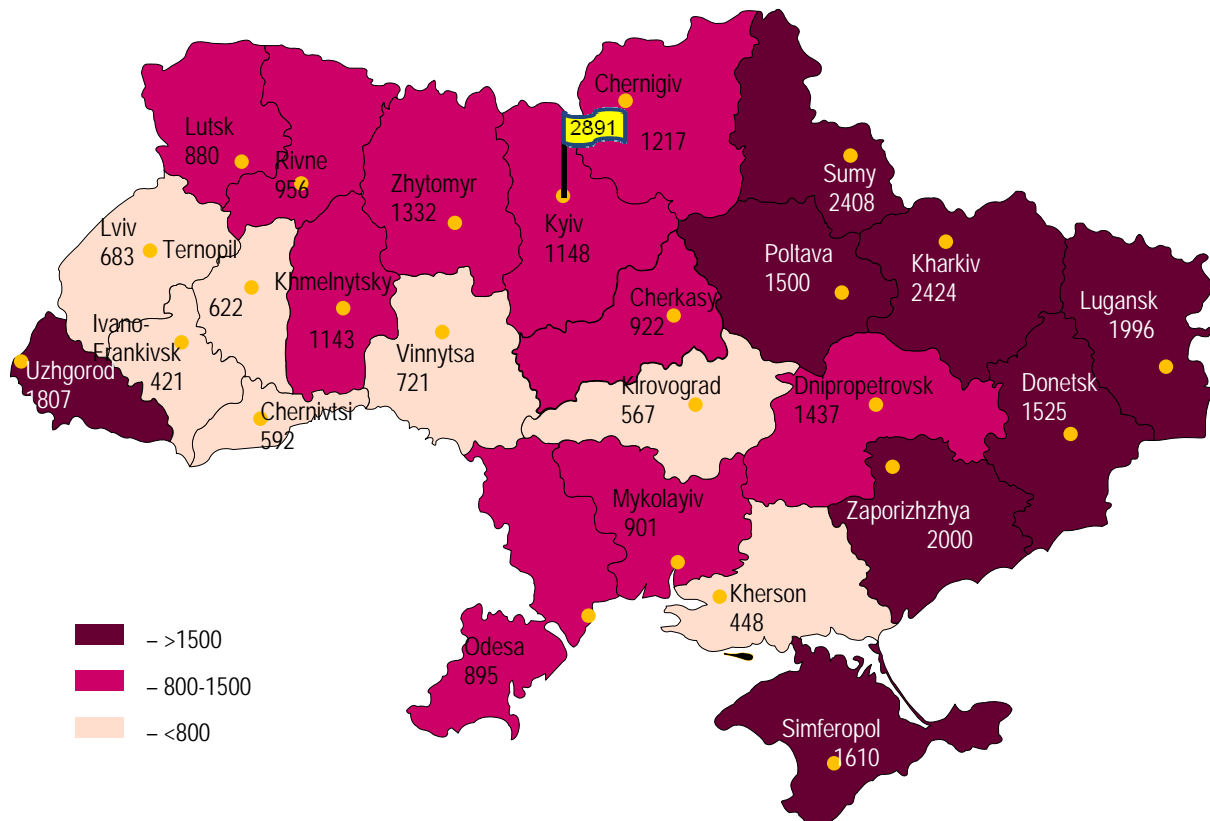 Chernigiv
1217
2891
Lutsk
880
Rivne
956
Zhytomyr
1332
Kyiv
1148
Sumy
2408
Lviv
683
Ternopil
622
Khmelnytsky
1143
Poltava
1500
Kharkiv
2424
Lugansk
1996
Cherkasy
922
Ivano-
Frankivsk
421
Vinnytsa
721
Uzhgorod
1807
Chernivtsi
592
Kirovograd
567
Dnipropetrovsk
1437
Donetsk
1525
Mykolayiv
901
Zaporizhzhya
2000
Kherson
448
Odesa
895
Simferopol
1610
– >1500
– 800-1500
– <800